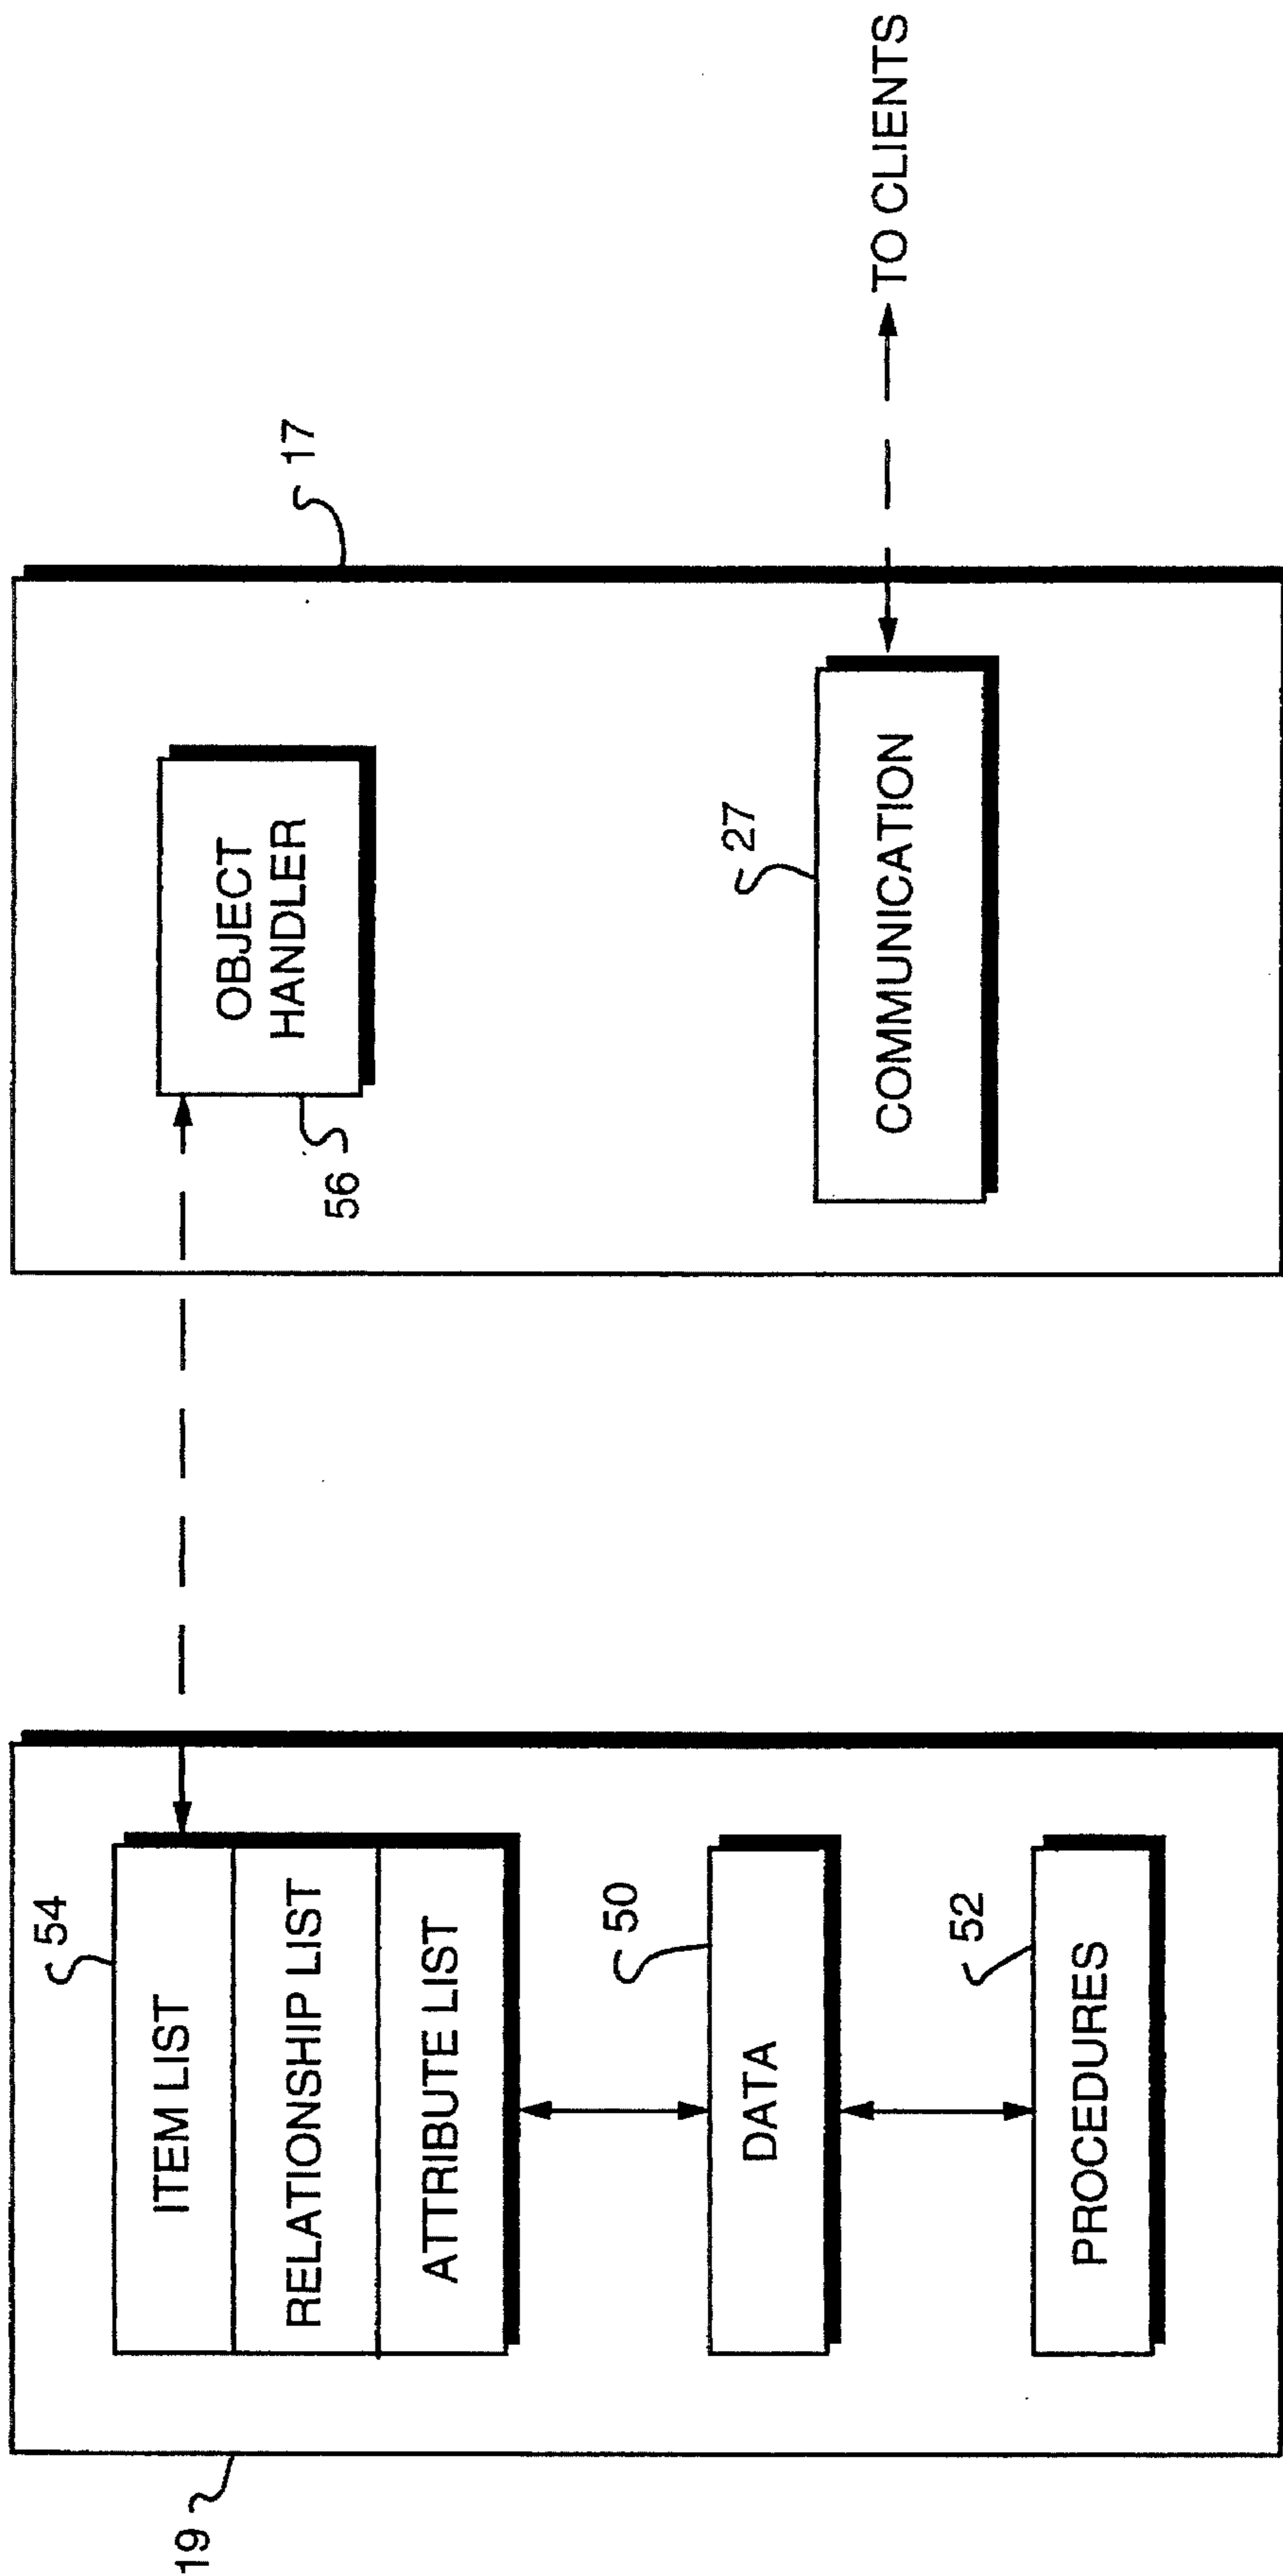 19
54
ITEM LIST
RELATIONSHIP LIST
ATTRIBUTE LIST
50
DATA
52
PROCEDURES
17
OBJECT
HANDLER
56
27
COMMUNICATION
TO CLIENTS